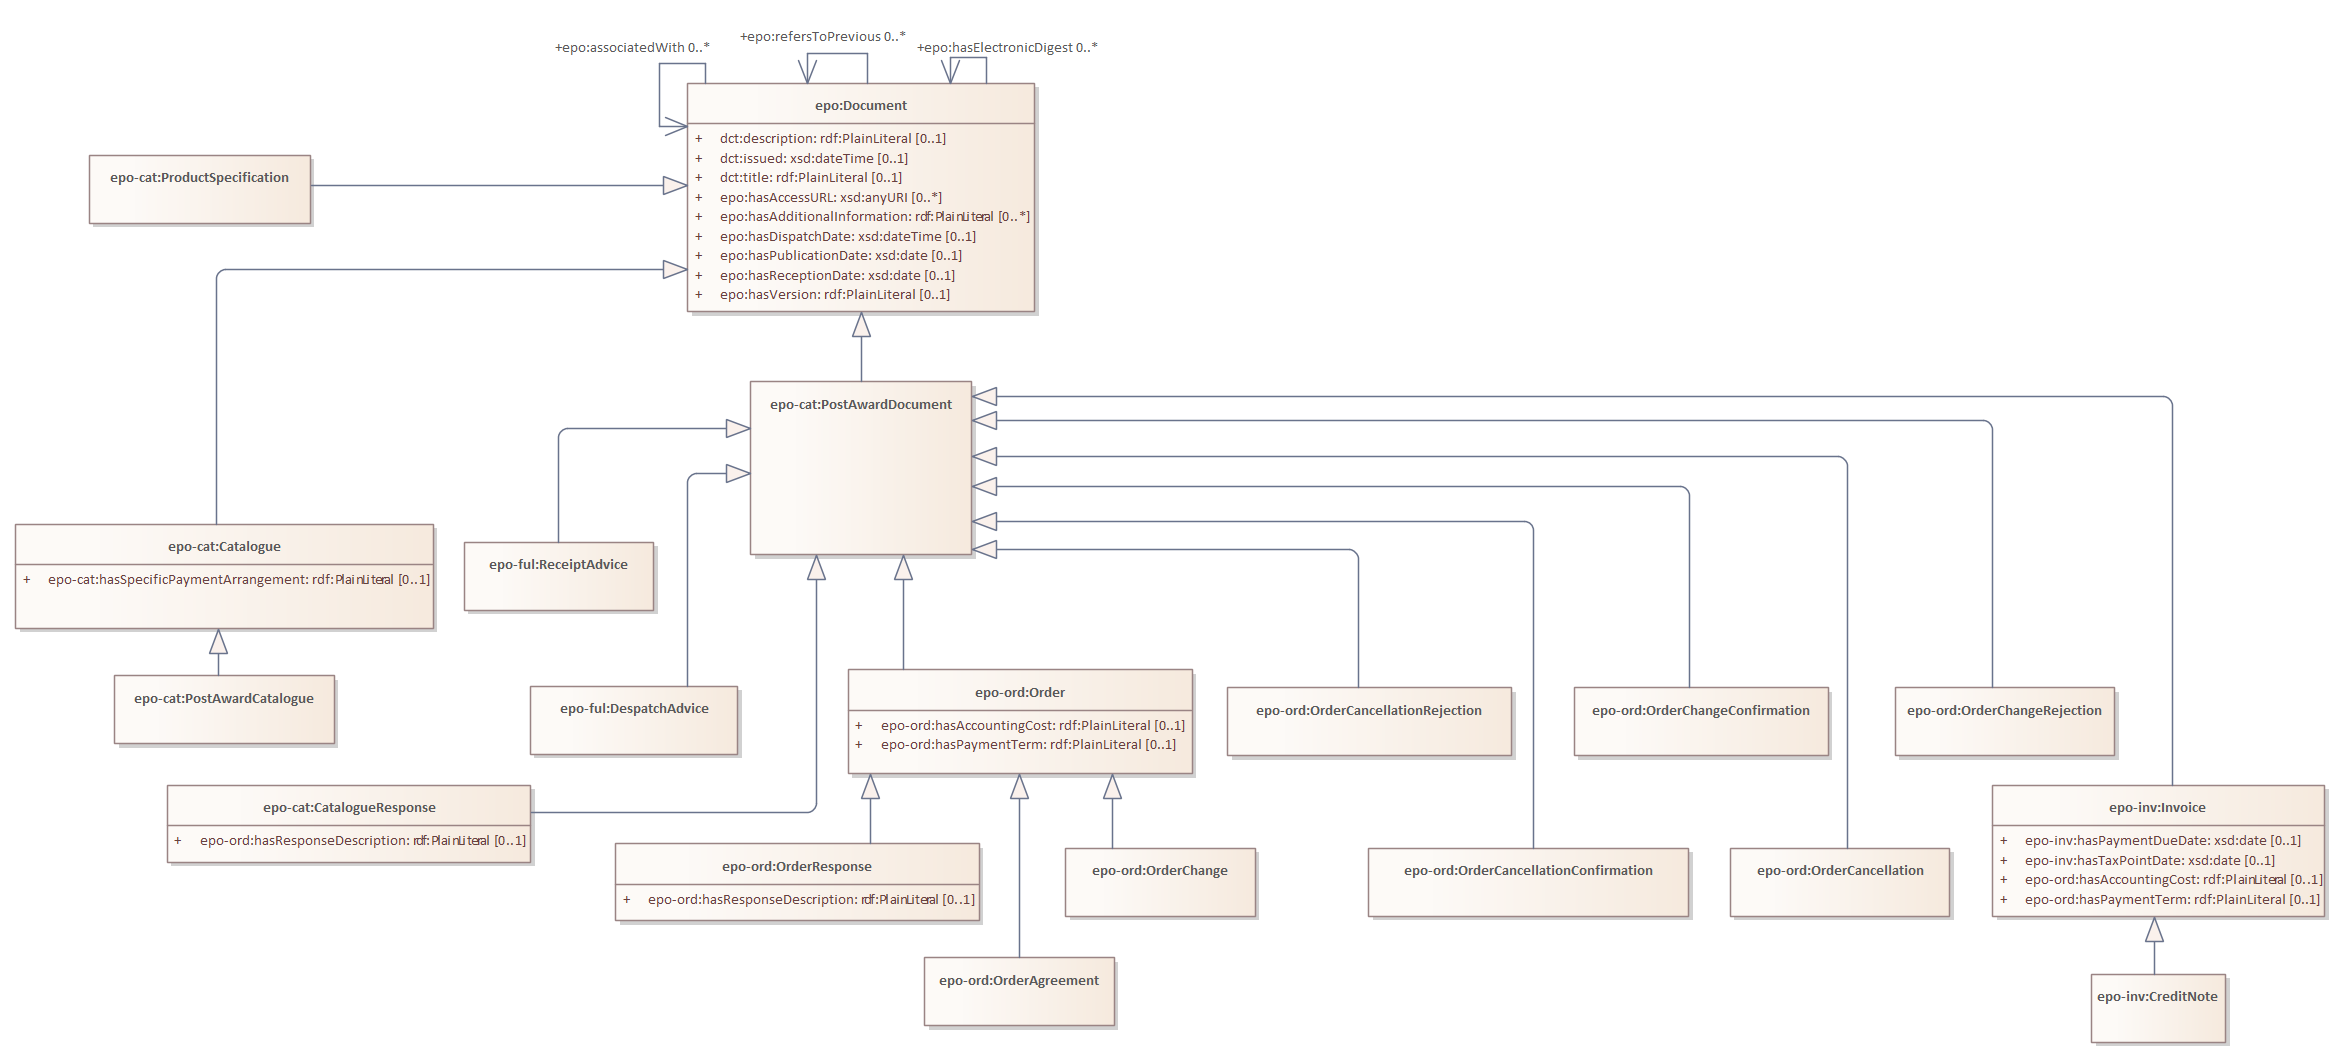 +epo:associatedWith 0..*
+epo:refersToPrevious 0..*
+epo:hasElectronicDigest 0..*
epo:Document
+ dct:description: rdf:PlainLiteral [0..1]
+ dct:issued: xsd:dateTime [0..1]
+ dct:title: rdf:PlainLiteral [0..1]
+ epo:hasAccessURL: xsd:anyURI [0..*]
+ epo:hasAdditionalInformation: rdf:PlainLiteral [0..*]
+ epo:hasDispatchDate: xsd:dateTime [0..1]
+ epo:hasPublicationDate: xsd:date [0..1]
+ epo:hasReceptionDate: xsd:date [0..1]
+ epo:hasVersion: rdf:PlainLiteral [0..1]
epo-cat:ProductSpecification
epo-cat:PostAwardDocument
epo-cat:Catalogue
+ epo-cat:hasSpecificPaymentArrangement: rdf:PlainLiteral [0..1]
epo-ful:ReceiptAdvice
epo-cat:PostAwardCatalogue
epo-ful:DespatchAdvice
epo-ord:Order
+ epo-ord:hasAccountingCost: rdf:PlainLiteral [0..1]
+ epo-ord:hasPaymentTerm: rdf:PlainLiteral [0..1]
epo-ord:OrderCancellationRejection
epo-ord:OrderChangeConfirmation
epo-ord:OrderChangeRejection
epo-cat:CatalogueResponse
+ epo-ord:hasResponseDescription: rdf:PlainLiteral [0..1]
epo-inv:Invoice
+ epo-inv:hasPaymentDueDate: xsd:date [0..1]
+ epo-inv:hasTaxPointDate: xsd:date [0..1]
+ epo-ord:hasAccountingCost: rdf:PlainLiteral [0..1]
+ epo-ord:hasPaymentTerm: rdf:PlainLiteral [0..1]
epo-ord:OrderResponse
+ epo-ord:hasResponseDescription: rdf:PlainLiteral [0..1]
epo-ord:OrderChange
epo-ord:OrderCancellationConfirmation
epo-ord:OrderCancellation
epo-ord:OrderAgreement
epo-inv:CreditNote